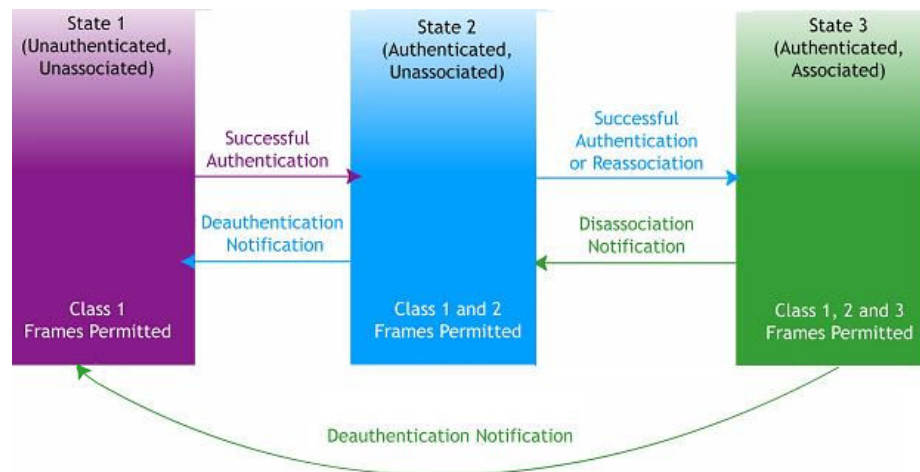 State 1
(Unauthenticated,
Unassociated)
State 2
(Authenticated,
Unassociated)
State 3
(Authenticated,
Associated)
Successful
Authentication
Successful
Authentication
or Reassociation
Deauthentication
Notification
Disassociation
Notification
Class 1
Frames Permitted
Class 1 and 2
Frames Permitted
Class 1, 2 and 3
Frames Permitted
Deauthentication Notification